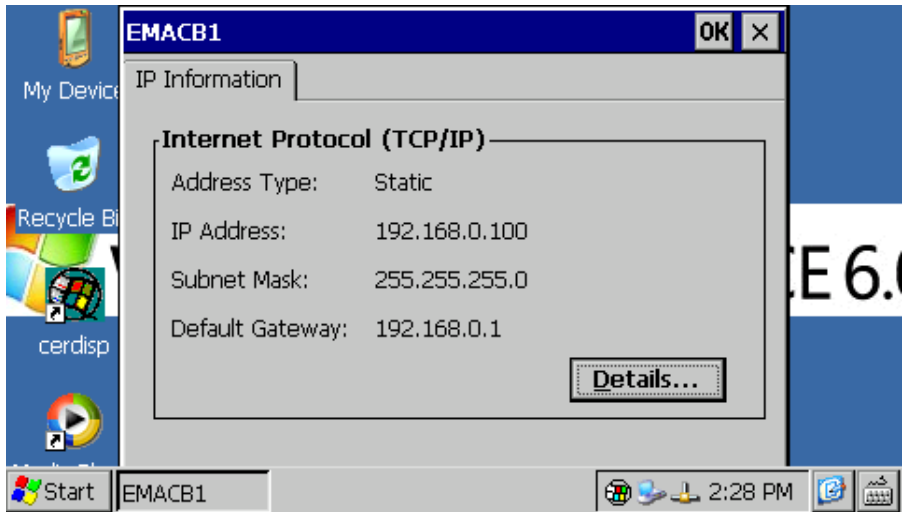 EMACB1
OK
IP Information
Internet Protocol (TCP/IP)
Address Type: Static
IP Address: 192.168.0.100
Subnet Mask: 255.255.255.0
Default Gateway: 192.168.0.1
Details...
My Device
Recycle Bi
CE 6.0
cerdisp
Start
EMACB1
2:28 PM